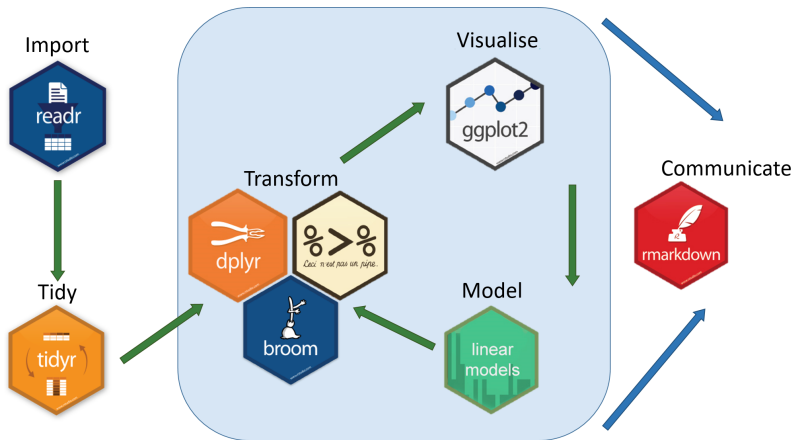 Import
readr
Tidy
tidyr
Transform
dplyr
%>%
Ceci n'est pas un pipe.
broom
Visualise
ggplot2
Model
linear
models
Communicate
rmarkdown